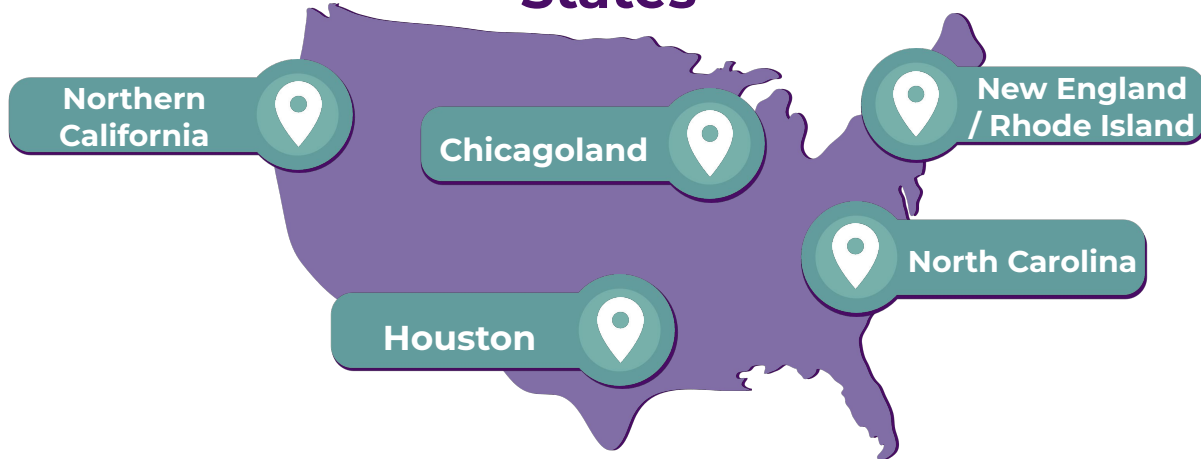 States
Northern
California
Chicagoland
New England
/ Rhode Island
North Carolina
Houston